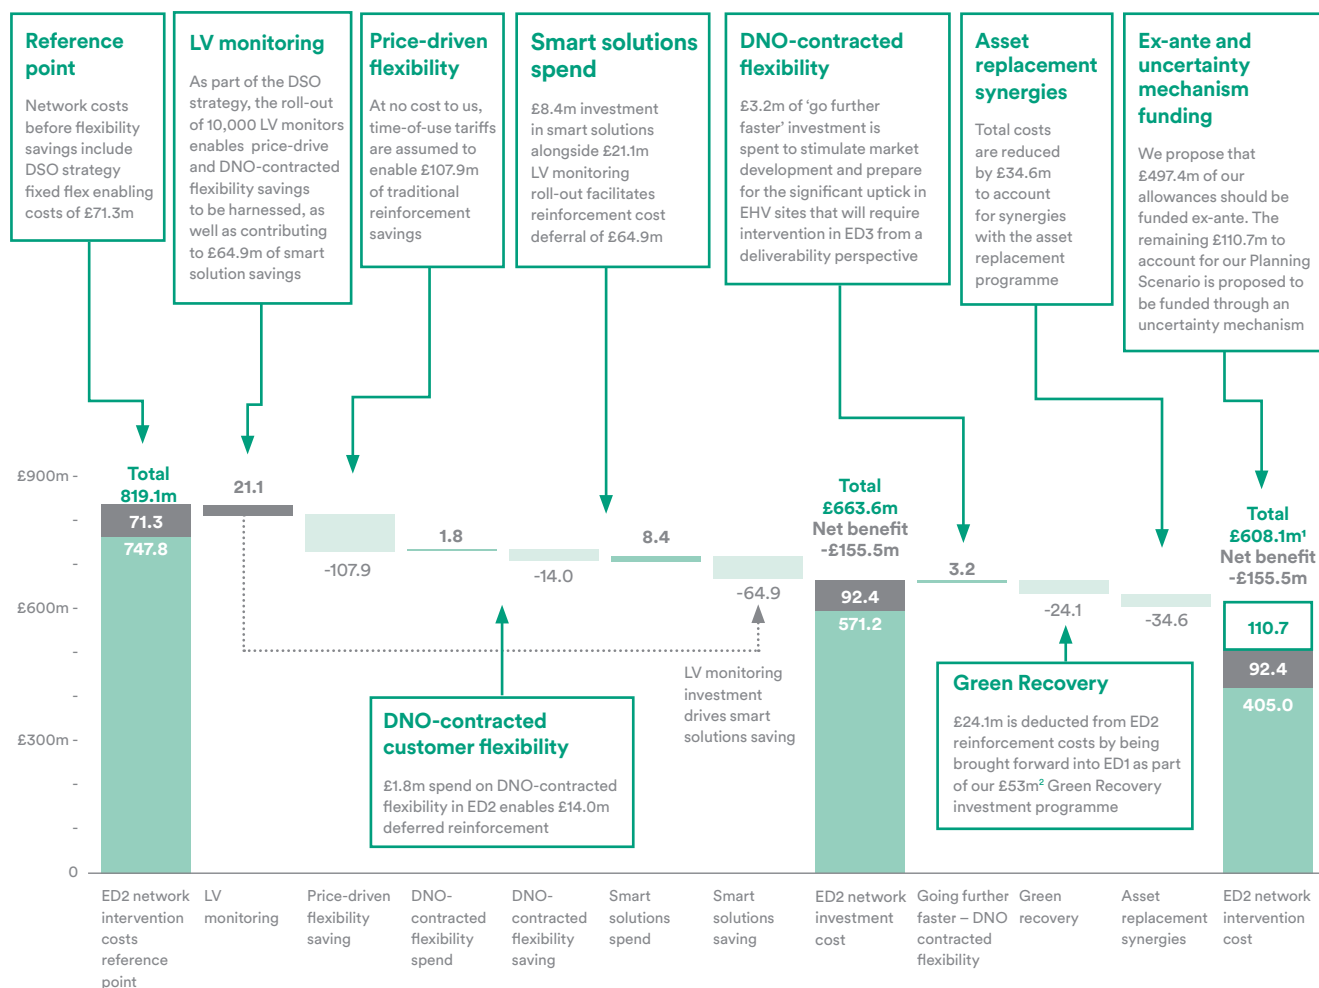 Reference
point
Network costs
before flexibility
savings include
DSO strategy
fixed flex enabling
costs of £71.3m
LV monitoring
As part of the DSO
strategy, the roll-out
of 10,000 LV monitors
enables price-drive
and DNO-contracted
flexibility savings
to be harnessed, as
well as contributing
to £64.9m of smart
solution savings
Price-driven
flexibility
At no cost to us,
time-of-use tariffs
are assumed to
enable £107.9m
of traditional
reinforcement
savings
Smart solutions
spend
£8.4m investment
in smart solutions
alongside £21.1m
LV monitoring
roll-out facilitates
reinforcement cost
deferral of £64.9m
DNO-contracted
flexibility
£3.2m of ‘go further
faster’ investment is
spent to stimulate market
development and prepare
for the significant uptick in
EHV sites that will require
intervention in ED3 from a
deliverability perspective
Asset
replacement
synergies
Total costs
are reduced
by £34.6m
to account
for synergies
with the asset
replacement
programme
Ex-ante and
uncertainty
mechanism
funding
We propose that
£497.4m of our
allowances should be
funded ex-ante. The
remaining £110.7m to
account for our Planning
Scenario is proposed to
be funded through an
uncertainty mechanism
£900m -
£600m -
£300m -
0
Total
819.1m
71.3
747.8
21.1
-107.9
1.8
-14.0
8.4
-64.9
Total
£663.6m
Net benefit
-£155.5m
92.4
571.2
3.2
-24.1
-34.6
Total
£608.1m¹
Net benefit
-£155.5m
110.7
92.4
405.0
LV monitoring
investment
drives smart
solutions saving
DNO-contracted
customer flexibility
£1.8m spend on DNO-contracted
flexibility in ED2 enables £14.0m
deferred reinforcement
Green Recovery
£24.1m is deducted from ED2
reinforcement costs by being
brought forward into ED1 as part
of our £53m² Green Recovery
investment programme
ED2 network
intervention
costs
reference
point
LV
monitoring
Price-driven
flexibility
saving
DNO-
contracted
flexibility
spend
DNO-
contracted
flexibility
saving
Smart
solutions
spend
Smart
solutions
saving
ED2 network
investment
cost
Going further
faster – DNO
contracted
flexibility
Green
recovery
Asset
replacement
synergies
ED2 network
intervention
cost